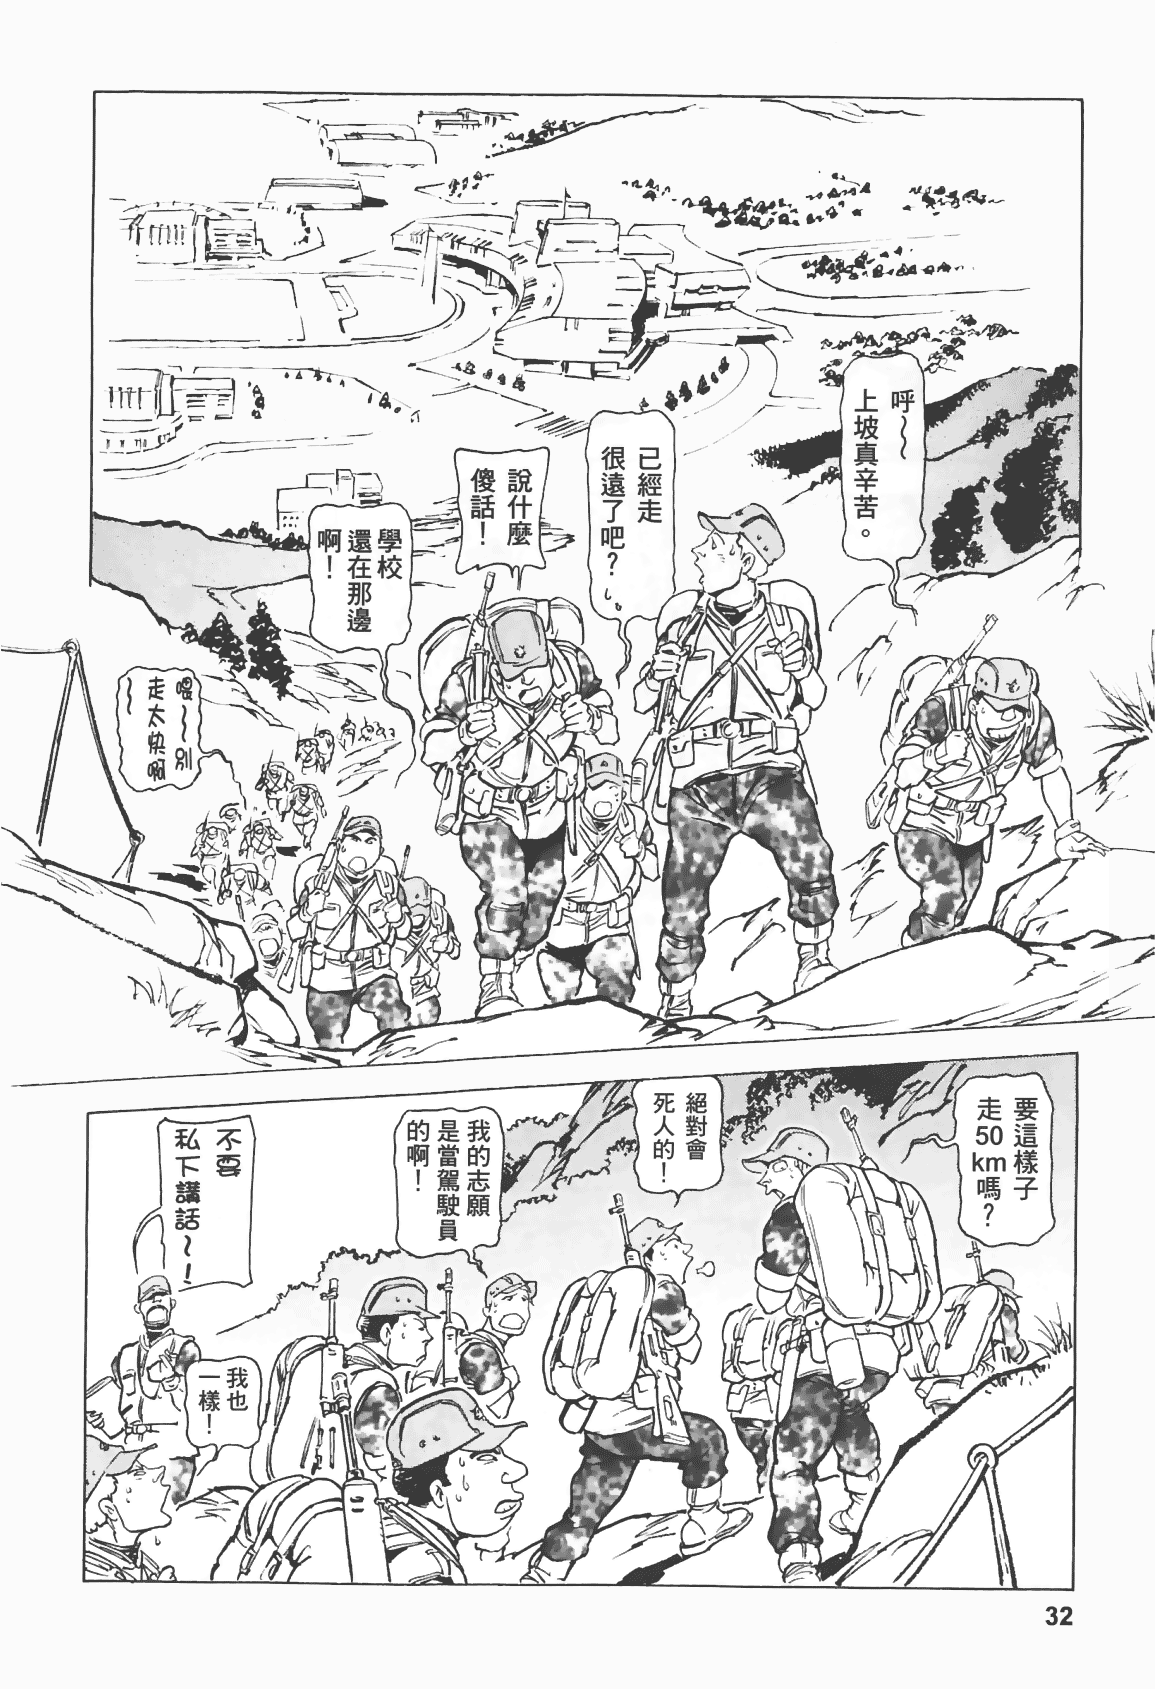 呼～～
上坡真辛苦。
已經走
很遠了吧？
說什麼
傻話！
學校
還在那邊
啊！
喂～～別
走太快啊
～～
要這樣子
走50
km嗎？
絕對會
死人的！
我的志願
是當駕駛員
的啊！
不要
私下講話～！
我也
一樣！
32